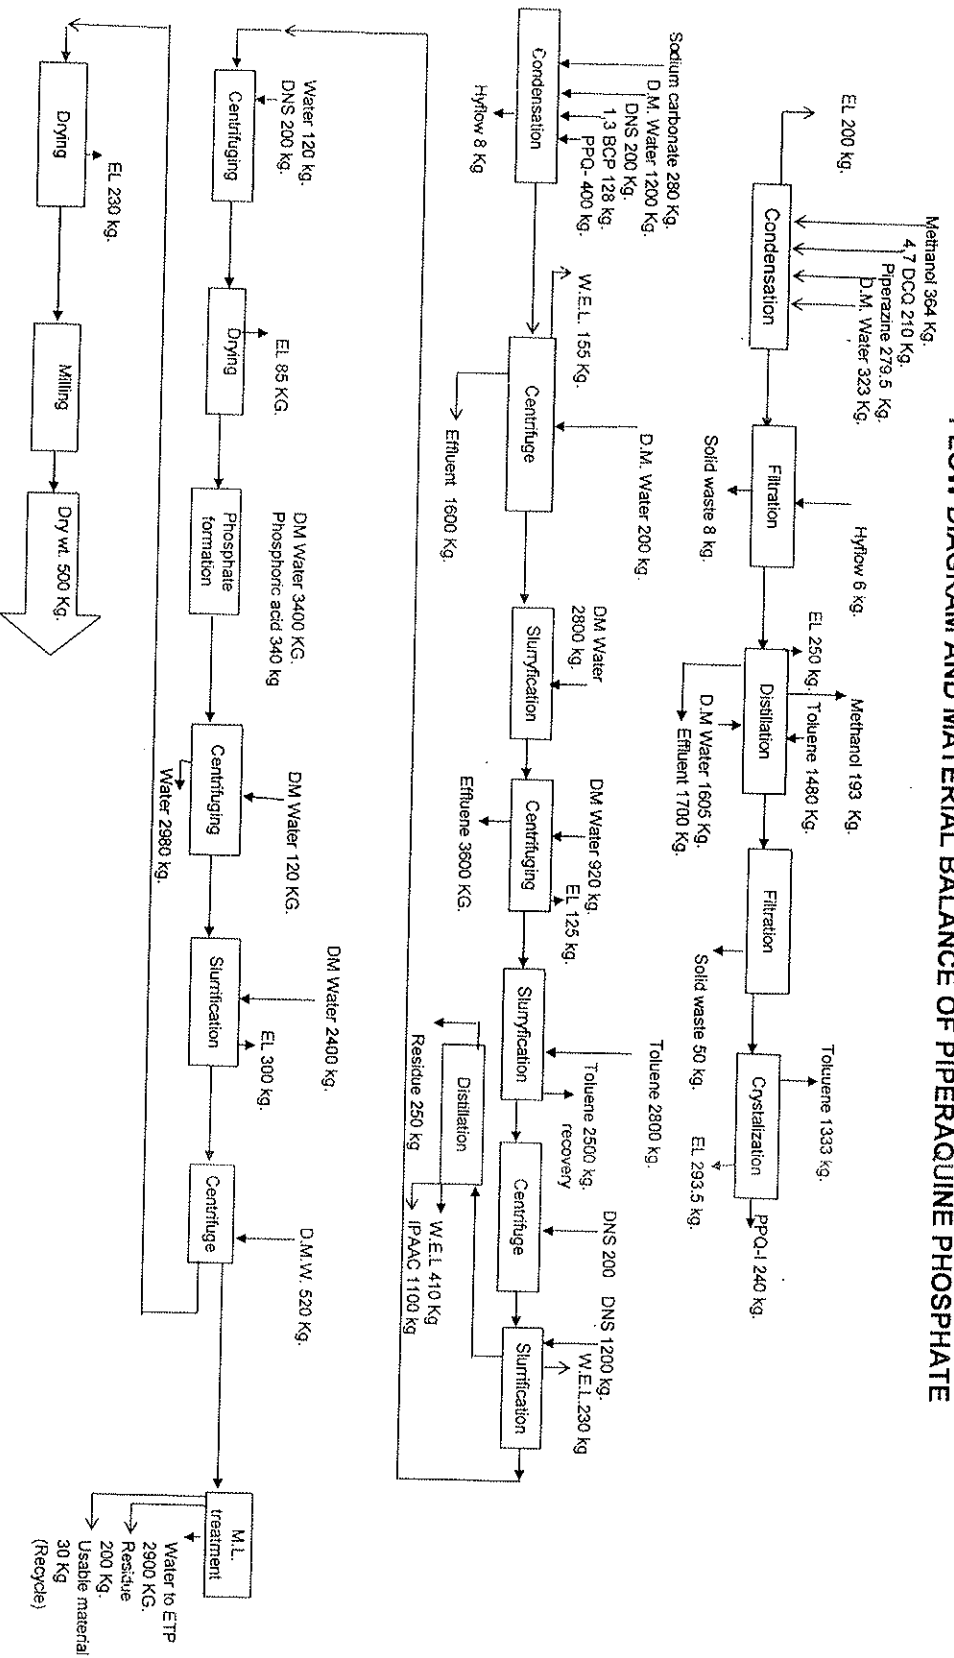 FLOW DIAGRAM AND MATERIAL BALANCE OF PIPERAQUINE PHOSPHATE
Methanol 364 Kg.
4,7 DCQ 210 Kg.
Piperazine 279.5 Kg.
D.M. Water 323 Kg.
EL 200 kg.
Condensation
Hyflow 6 kg.
Filtration
Solid waste 8 kg.
Methanol 193 Kg.
Toluene 1480 KG.
EL 250 kg.
Distillation
D.M Water 1605 Kg.
Effluent 1700 Kg.
Filtration
Solid waste 50 kg.
Toluuene 1333 kg.
Crystalization
PPQ-I 240 kg.
EL 293.5 kg.
Sodium carbonate 280 Kg.
D.M. Water 1200 Kg.
DNS 200 Kg.
1,3 BCP 128 kg.
PPQ- 400 kg.
Condensation
Hyflow 8 Kg
W.E.L. 155 Kg.
D.M. Water 200 kg.
Centrifuge
Effluent 1600 Kg.
DM Water
2800 kg.
Slurryfication
DM Water 920 kg.
EL 125 kg.
Centrifuging
Effluene 3600 KG.
Toluene 2800 kg.
Toluene 2500 kg.
recovery
Slurryfication
DNS 200
Centrifuge
DNS 1200 kg.
W.E.L.230 kg
Slurrification
Distillation
Residue 250 kg
W.E.L 410 Kg
IPAAC 1100 kg
Water 120 kg.
DNS 200 kg.
Centrifuging
Drying
EL 85 KG.
DM Water 3400 KG.
Phosphoric acid 340 kg
Phosphate
formation
DM Water 120 KG.
Centrifuging
Water 2980 kg.
DM Water 2400 kg.
EL 300 kg.
Slurrification
D.M.W. 520 Kg.
Centrifuge
M.L.
treatment
Water to ETP
2900 KG.
Residue
200 Kg.
Usable material
30 Kg
(Recycle)
EL 230 kg.
Drying
Milling
Dry wt. 500 Kg.